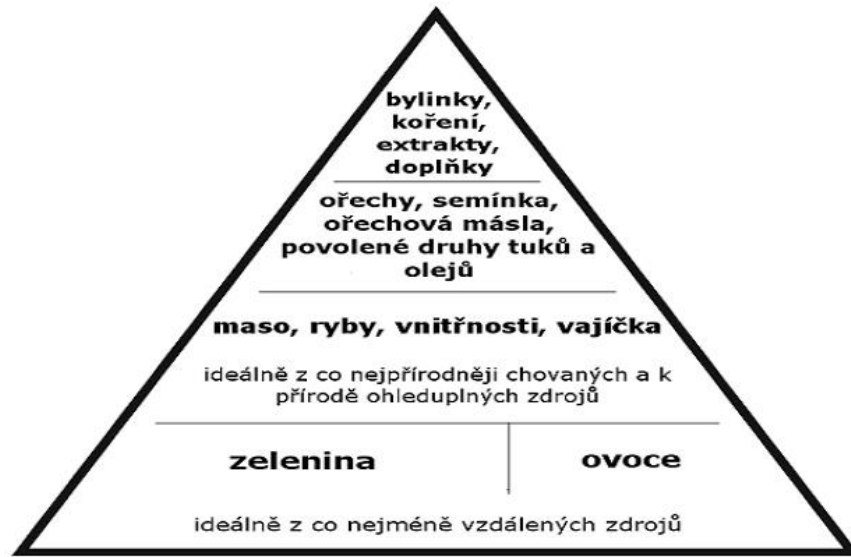 bylinky,
koření,
extrakty,
doplňky
ořechy, semínka,
ořechová másla,
povolené druhy tuků a
olejů
maso, ryby, vnitřnosti, vajíčka
ideálně z co nejpřírodněji chovaných a k
přírodě ohleduplných zdrojů
zelenina
ovoce
ideálně z co nejméně vzdálených zdrojů